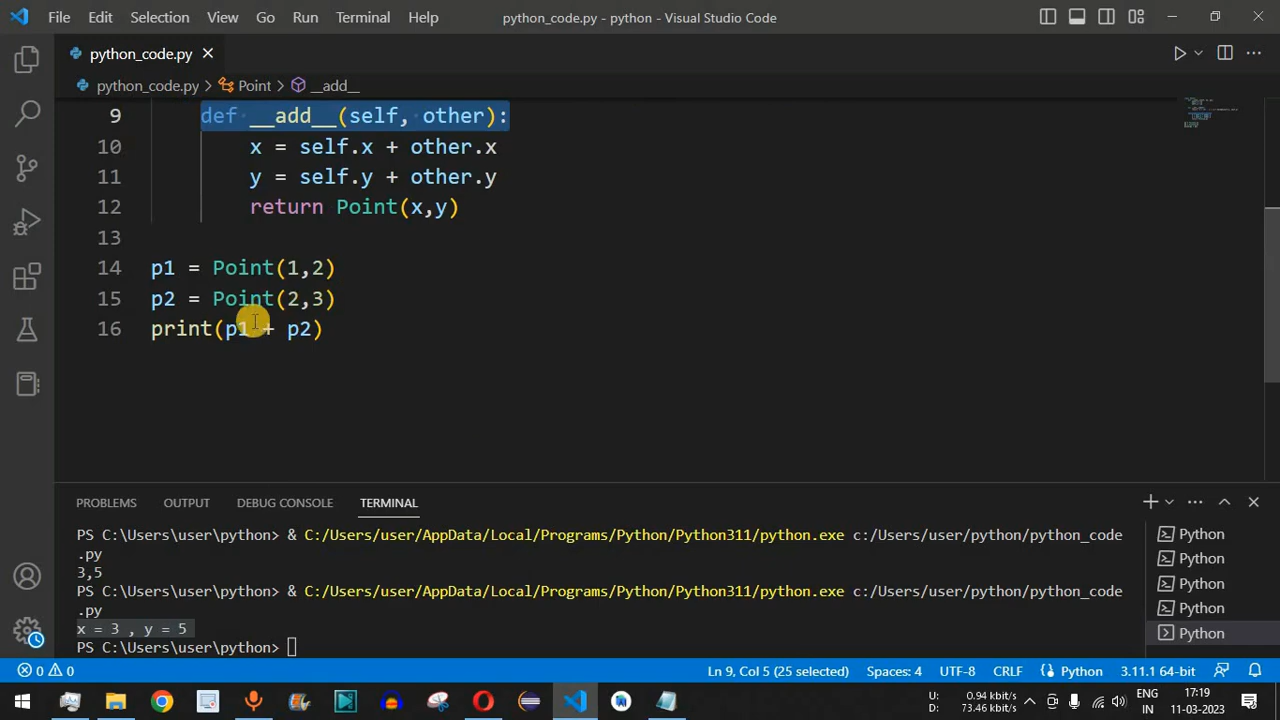 File Edit Selection View Go Run Terminal Help python_code.py - python - Visual Studio Code
python_code.py
python_code.py > Point > __add__
9 def __add__(self, other):
10 x = self.x + other.x
11 y = self.y + other.y
12 return Point(x,y)
13
14 p1 = Point(1,2)
15 p2 = Point(2,3)
16 print(p1 + p2)
PROBLEMS OUTPUT DEBUG CONSOLE TERMINAL
PS C:\Users\user\python> & C:/Users/user/AppData/Local/Programs/Python/Python311/python.exe c:/Users/user/python/python_code
.py
3,5
PS C:\Users\user\python> & C:/Users/user/AppData/Local/Programs/Python/Python311/python.exe c:/Users/user/python/python_code
.py
x = 3 , y = 5
PS C:\Users\user\python>
Python
Python
Python
Python
Python
0 0 Ln 9, Col 5 (25 selected) Spaces: 4 UTF-8 CRLF Python 3.11.1 64-bit
U: 0.94 kbit/s
D: 73.46 kbit/s
ENG
IN
17:19
11-03-2023